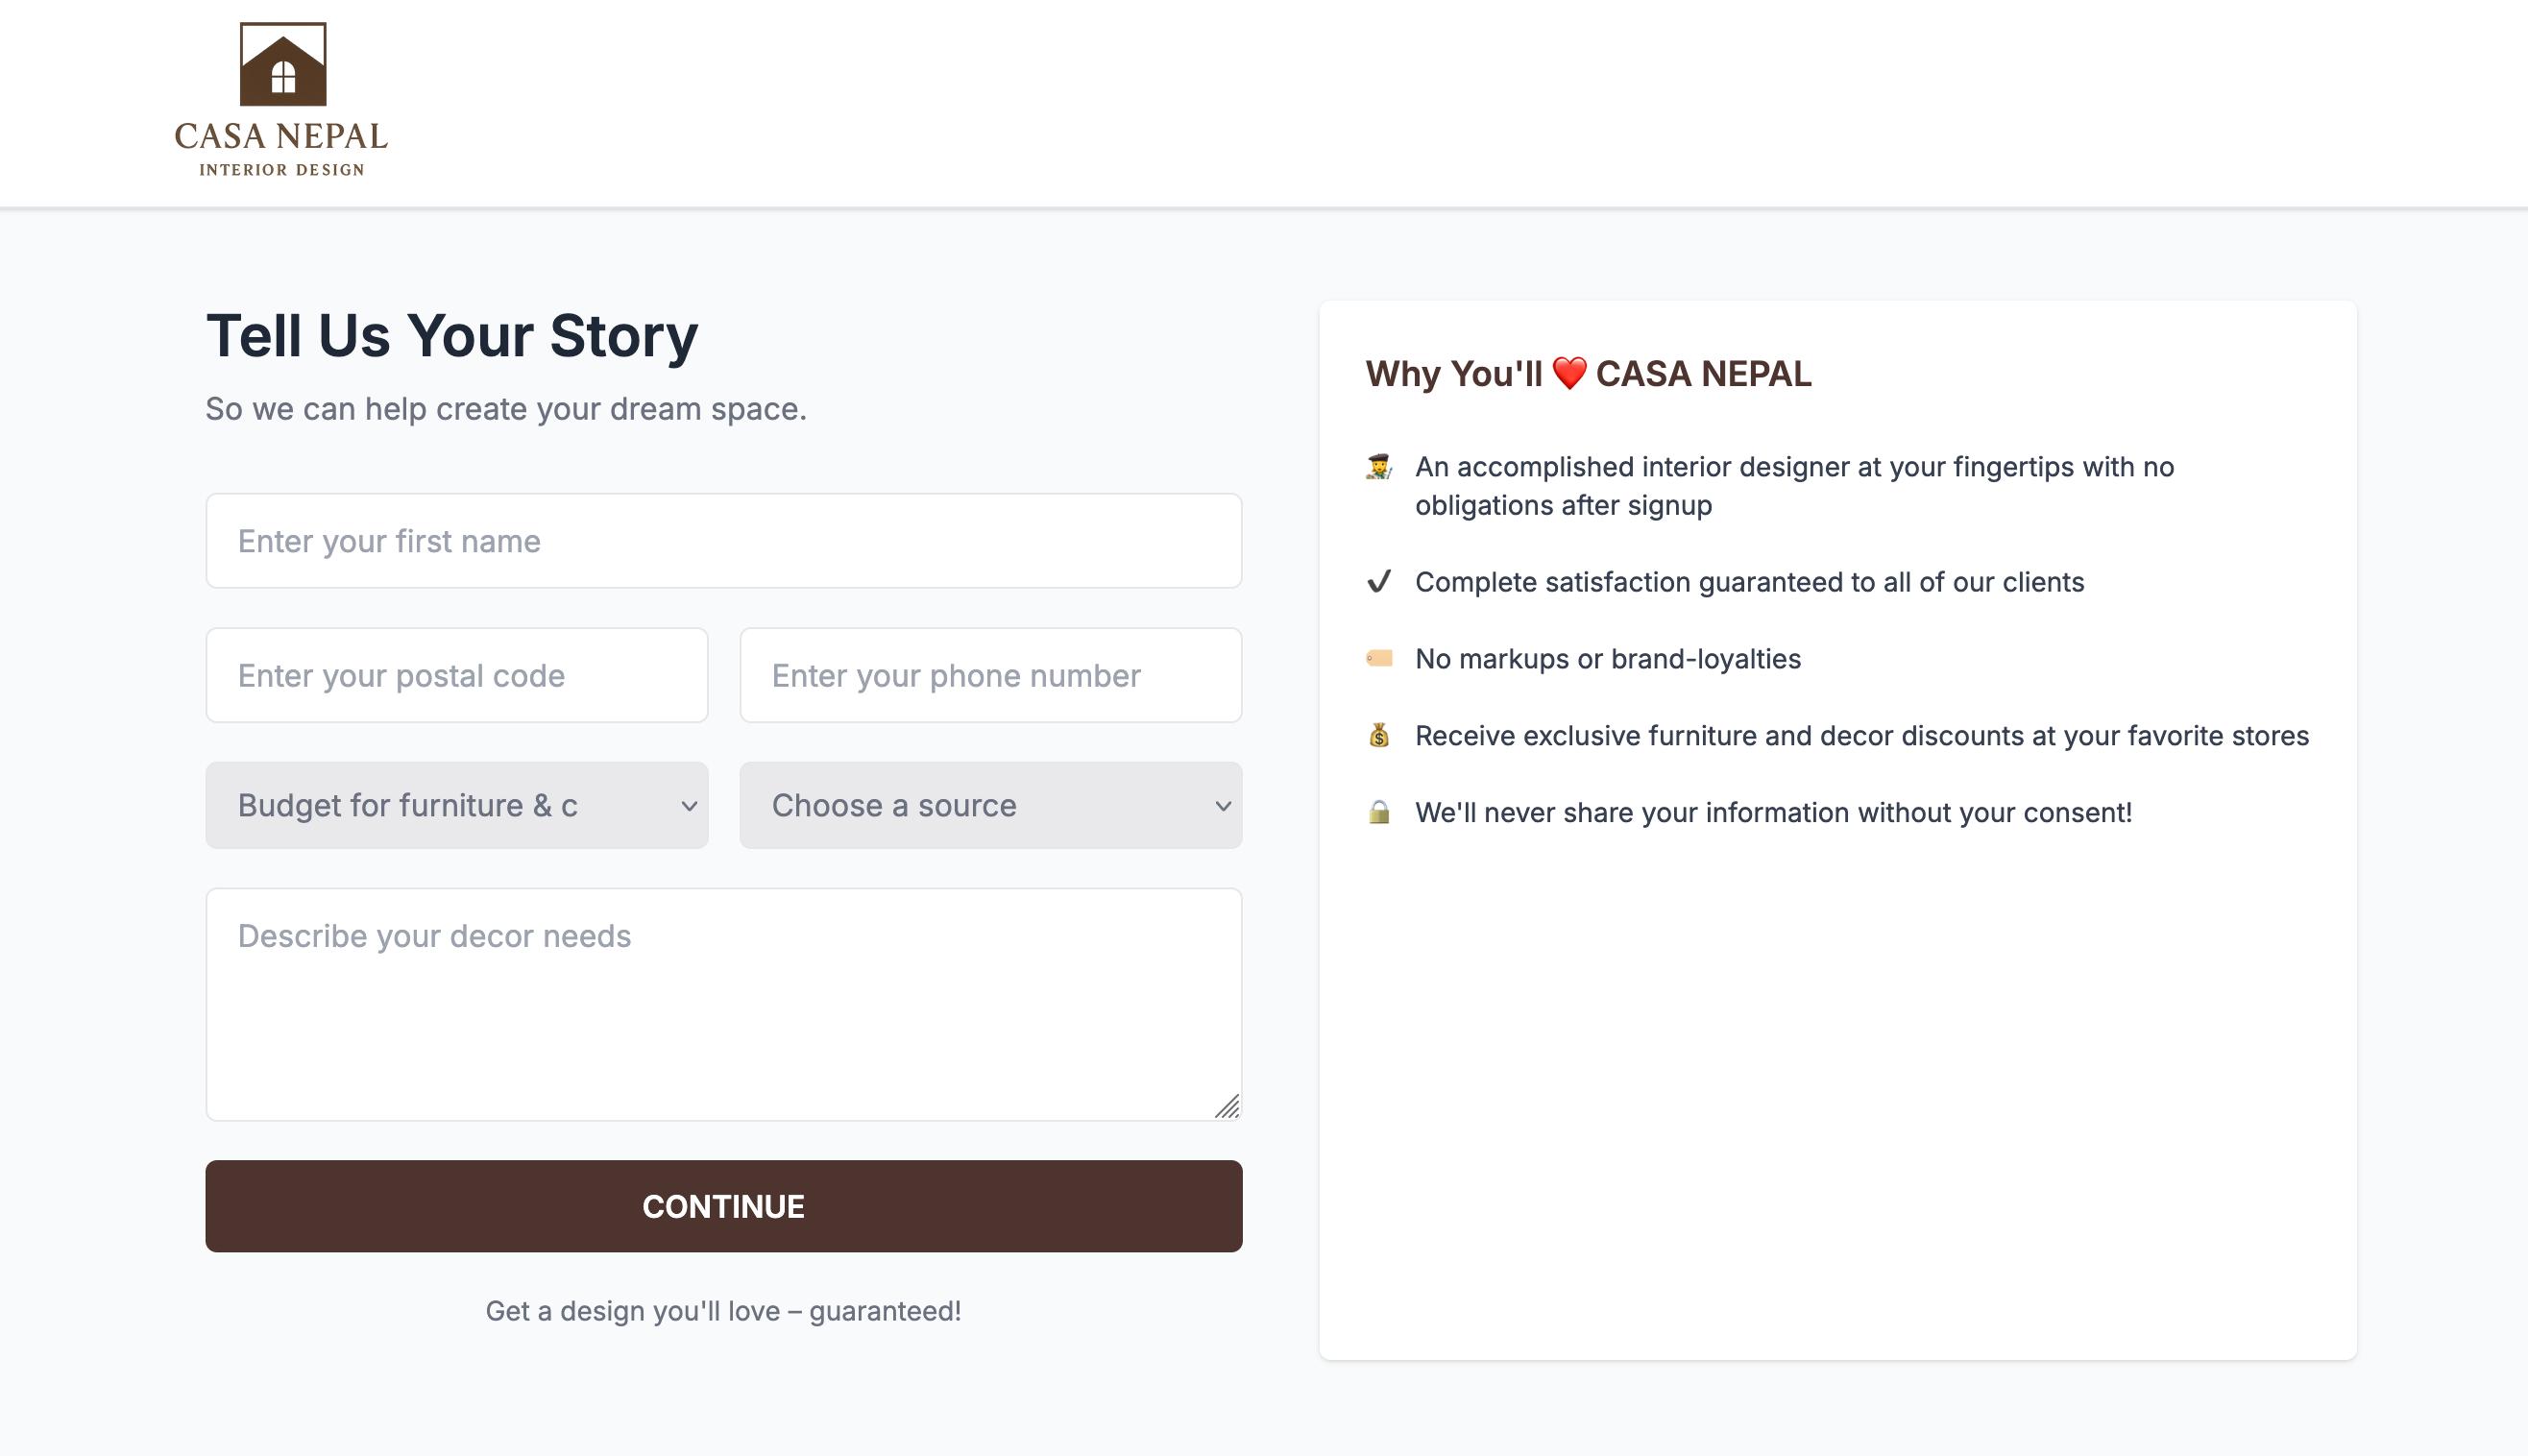 CASA NEPAL
INTERIOR DESIGN
Tell Us Your Story
So we can help create your dream space.
Enter your first name
Enter your postal code
Enter your phone number
Budget for furniture & c
Choose a source
Describe your decor needs
CONTINUE
Get a design you'll love – guaranteed!
Why You'll ❤️ CASA NEPAL
An accomplished interior designer at your fingertips with no
obligations after signup
Complete satisfaction guaranteed to all of our clients
No markups or brand-loyalties
Receive exclusive furniture and decor discounts at your favorite stores
We'll never share your information without your consent!